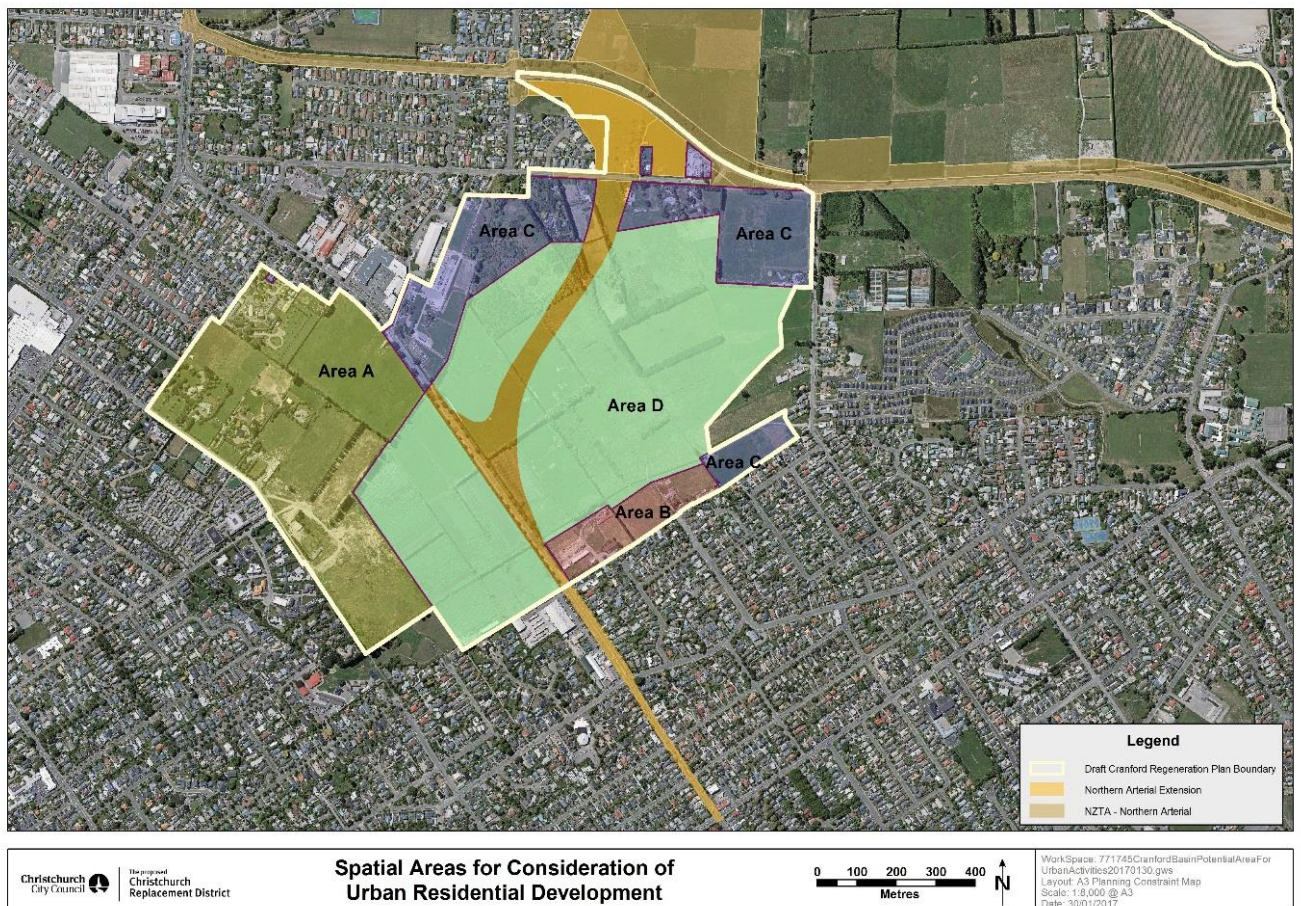 Area C
Area C
Area A
Area D
Area C
Area B
Legend
Draft Cranford Regeneration Plan Boundary
Northern Arterial Extension
NZTA - Northern Arterial
Christchurch
City Council
The proposed
Christchurch
Replacement District
Spatial Areas for Consideration of
Urban Residential Development
0 100 200 300 400
Metres
N
WorkSpace: 771745CranfordBasinPotentialAreaFor
UrbanActivities20170130.gws
Layout: A3 Planning Constraint Map
Scale: 1:8,000 @ A3
Date: 30/01/2017